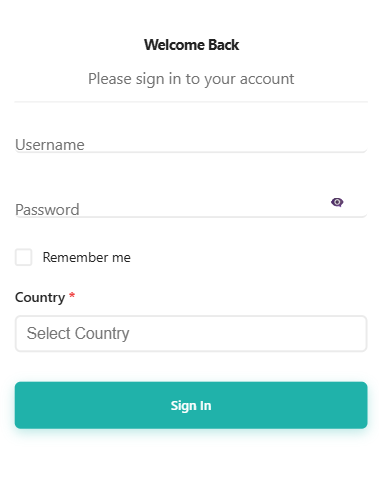 Welcome Back
Please sign in to your account
Username
Password
Remember me
Country *
Select Country
Sign In